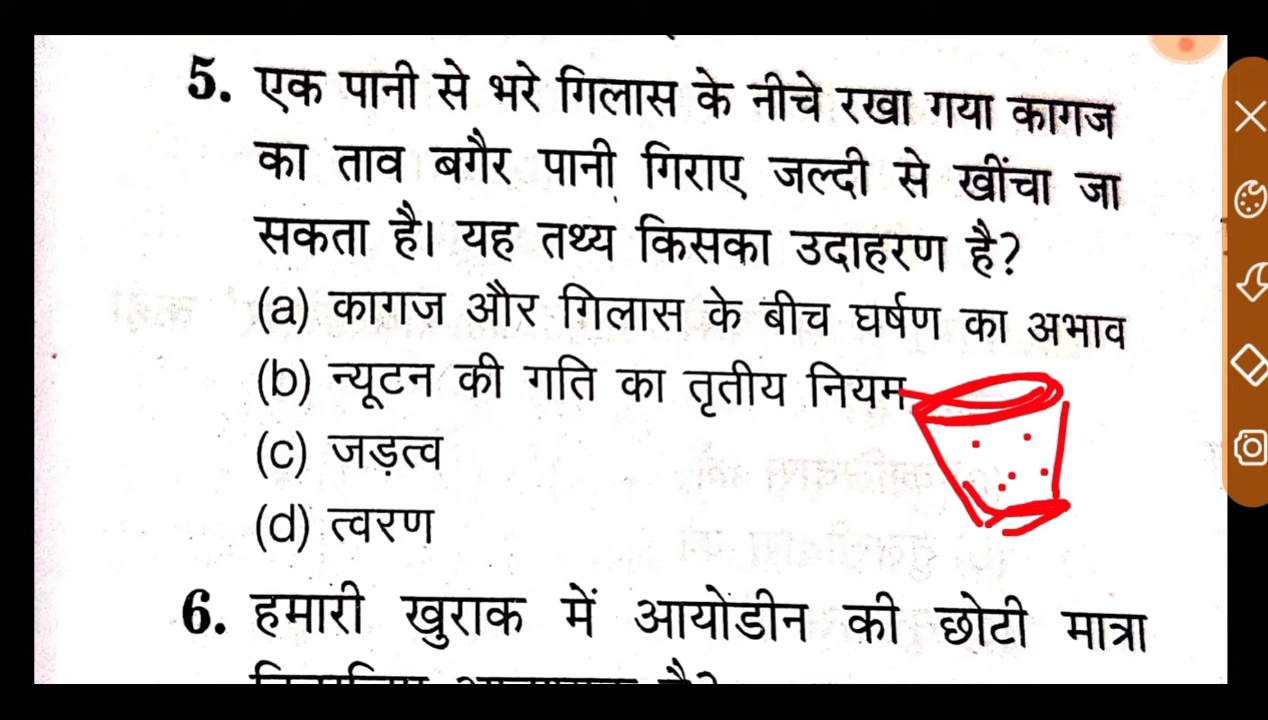 5. एक पानी से भरे गिलास के नीचे रखा गया कागज
का ताव बगैर पानी गिराए जल्दी से खींचा जा
सकता है। यह तथ्य किसका उदाहरण है?
(a) कागज और गिलास के बीच घर्षण का अभाव
(b) न्यूटन की गति का तृतीय नियम
(c) जड़त्व
(d) त्वरण
6. हमारी खुराक में आयोडीन की छोटी मात्रा